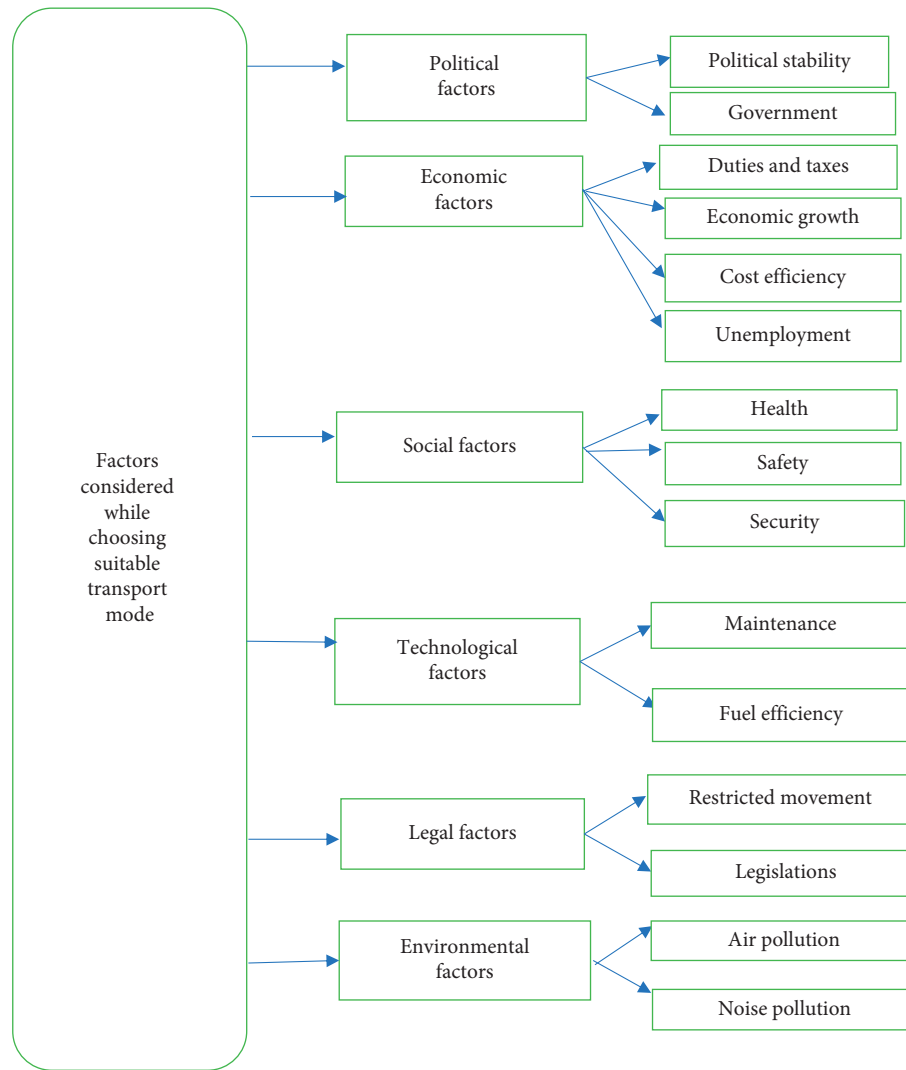 Factors
considered
while
choosing
suitable
transport
mode
Political
factors
Political stability
Government
Economic
factors
Duties and taxes
Economic growth
Cost efficiency
Unemployment
Social factors
Health
Safety
Security
Technological
factors
Maintenance
Fuel efficiency
Legal factors
Restricted movement
Legislations
Environmental
factors
Air pollution
Noise pollution